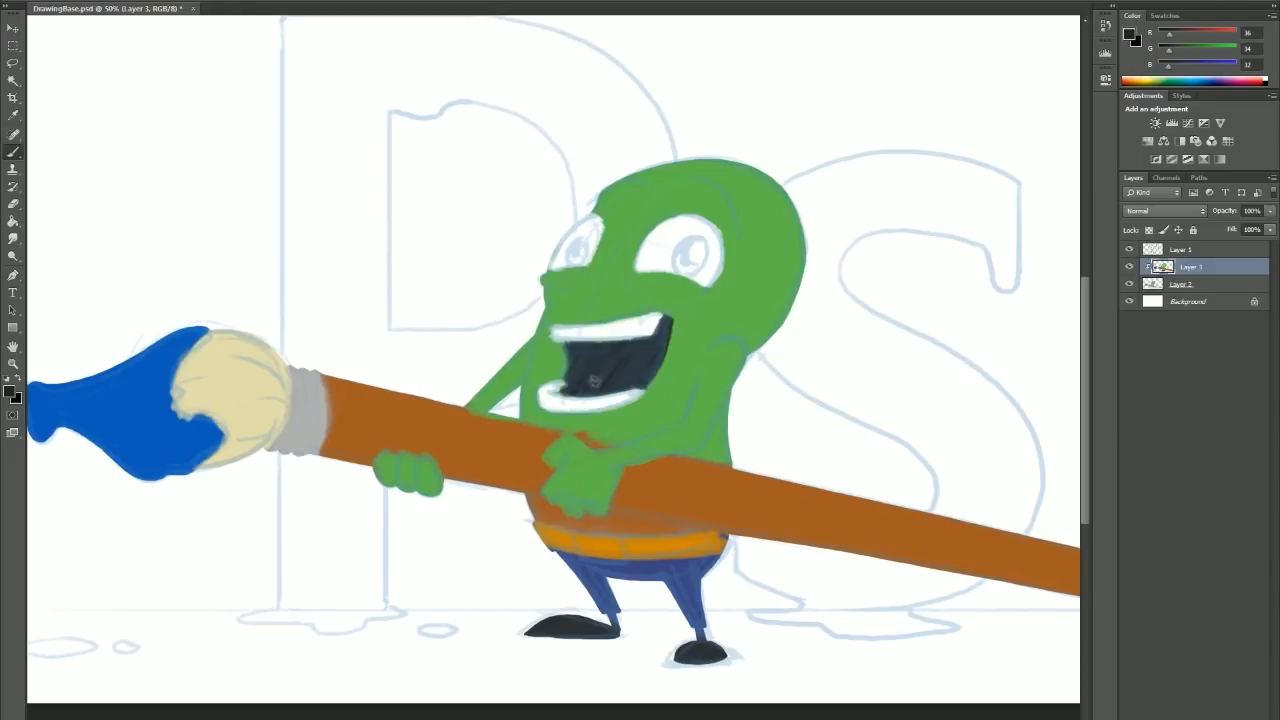 DrawingBase.psd @ 50% (Layer 3, RGB/8) *
Color Swatches
R 36
G 34
B 32
Adjustments Styles
Add an adjustment
Layers Channels Paths
Kind
Normal Opacity: 100%
Lock: Fill: 100%
Layer 1
Layer 3
Layer 2
Background
PS